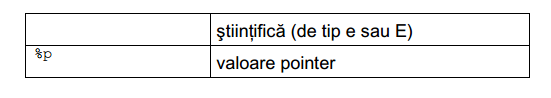 ştiinţifică (de tip e sau E)
%p valoare pointer